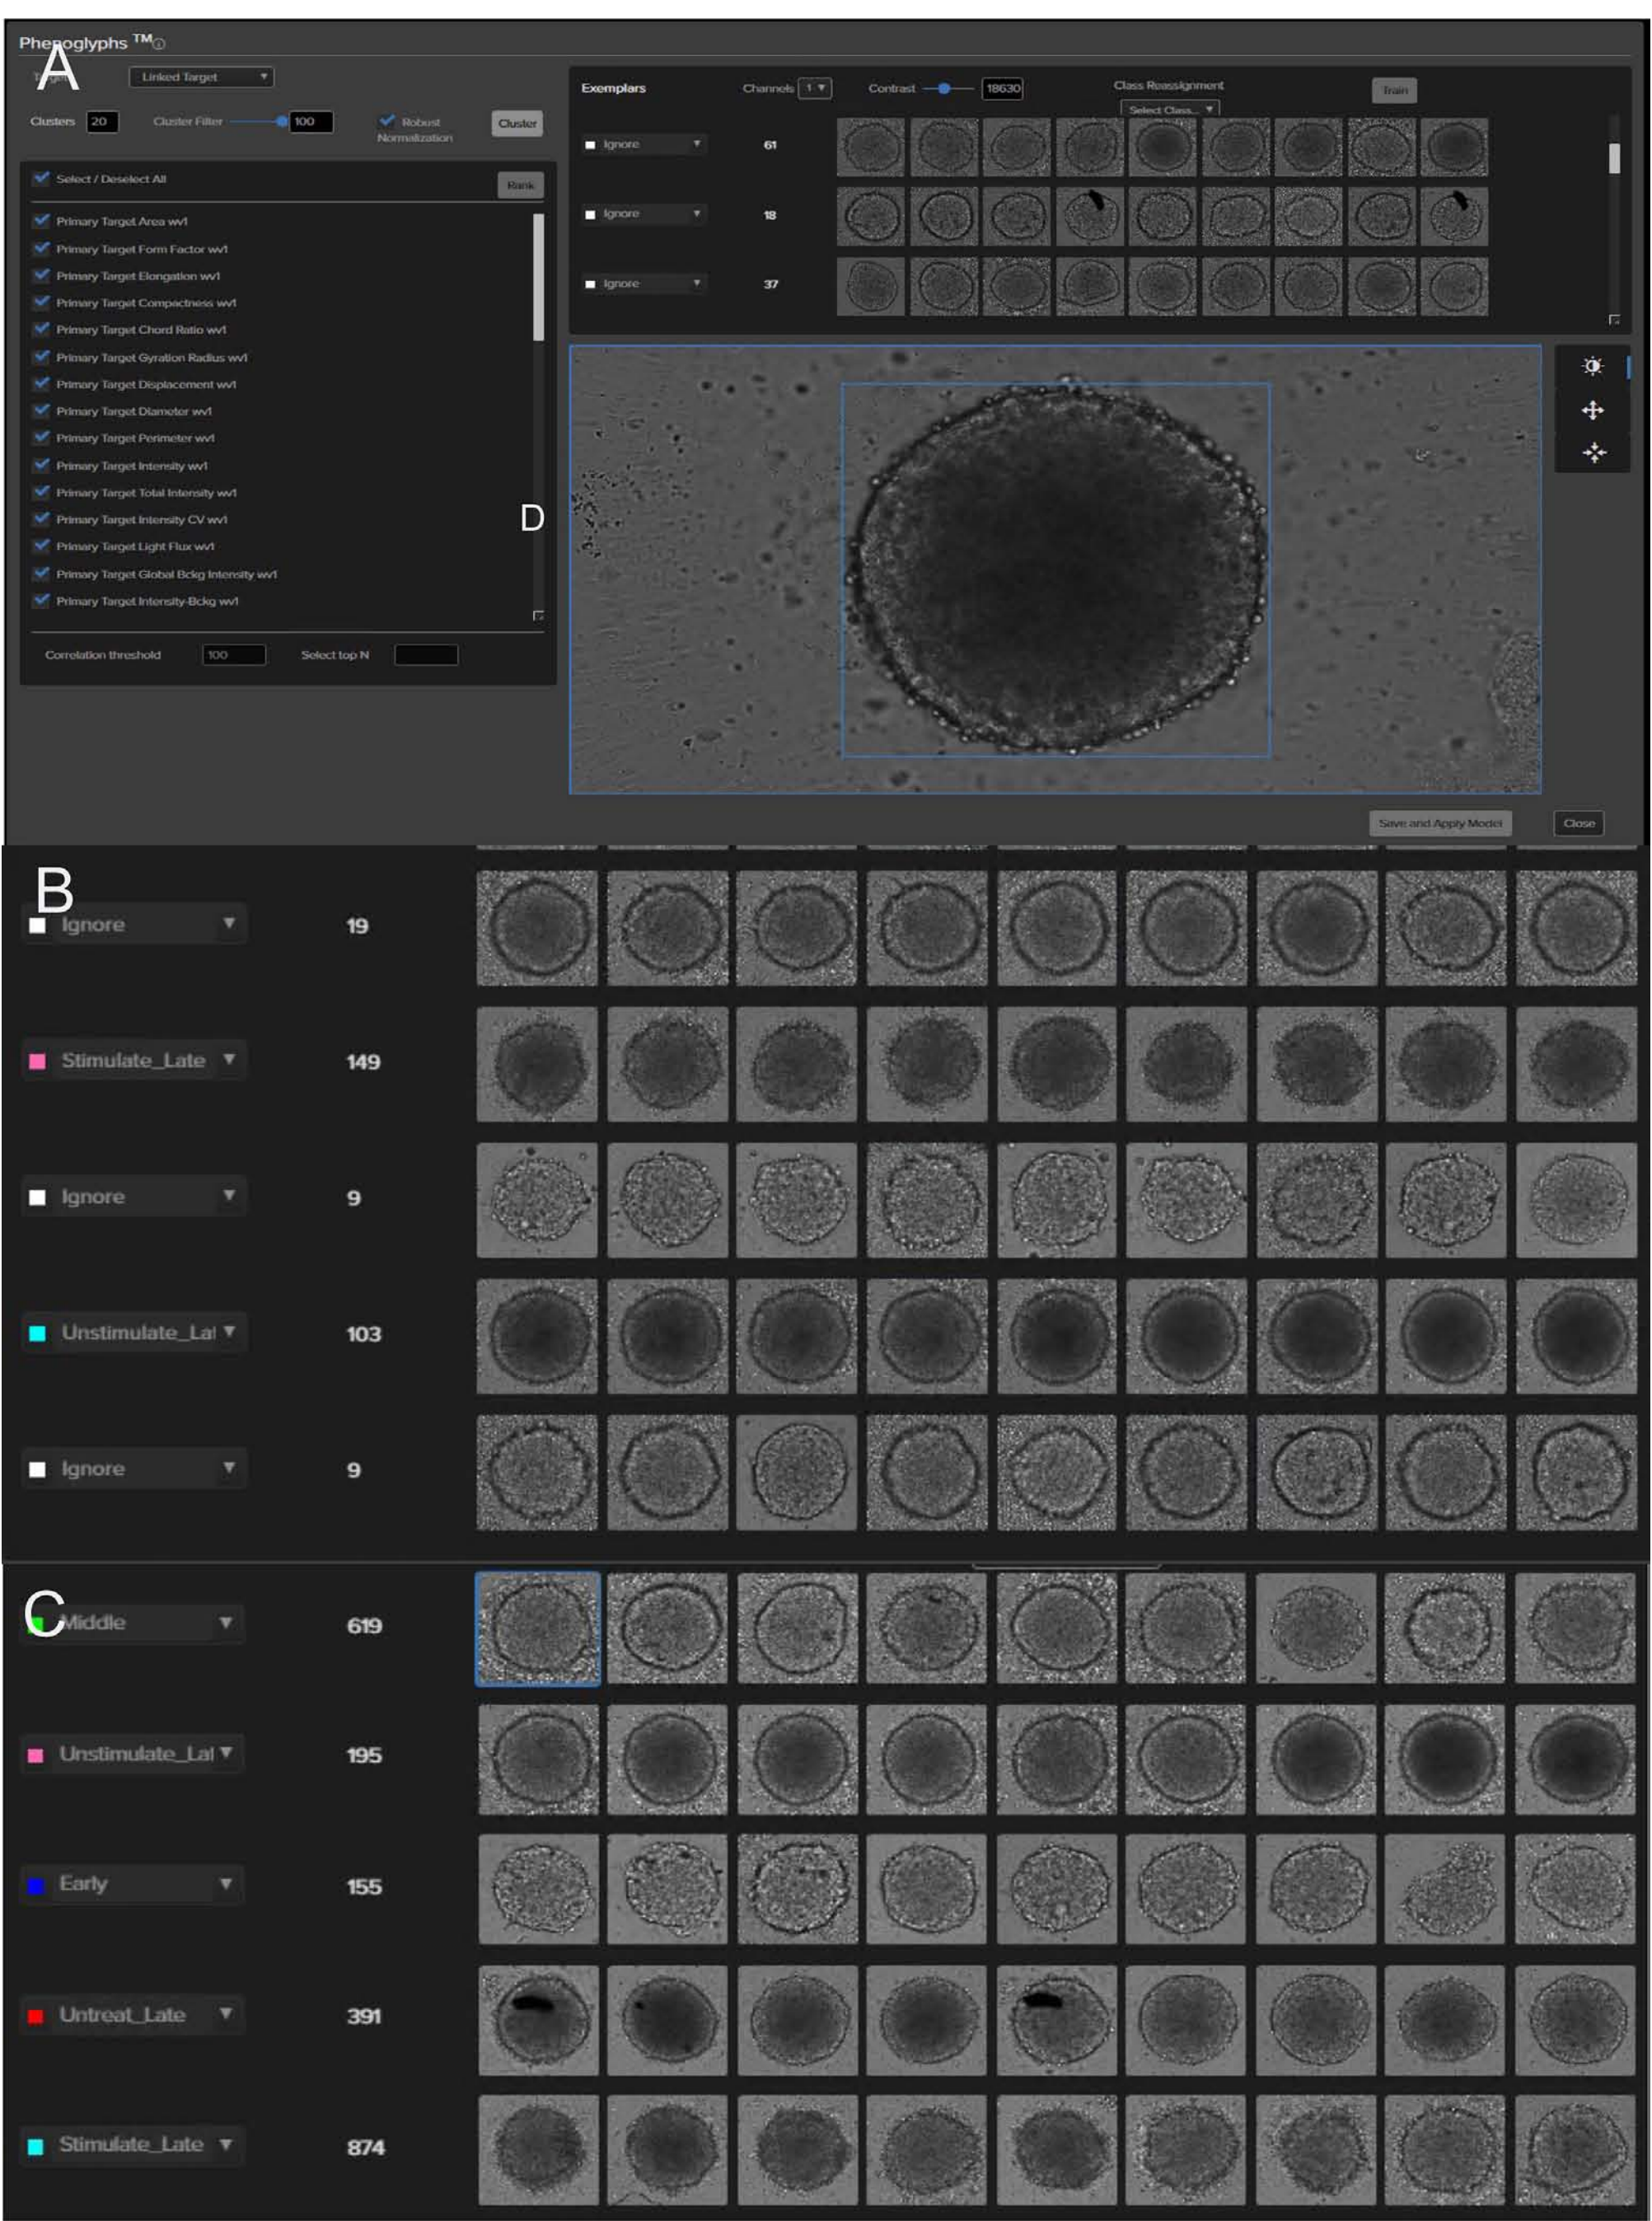 Phenoglyphs ™
A
Linked Target
Clusters 20 Cluster Filter 100 Robust Normalization Cluster
Select / Deselect All Rank
Primary Target Area wv1
Primary Target Form Factor wv1
Primary Target Elongation wv1
Primary Target Compactness wv1
Primary Target Chord Ratio wv1
Primary Target Gyration Radius wv1
Primary Target Displacement wv1
Primary Target Diameter wv1
Primary Target Perimeter wv1
Primary Target Intensity wv1
Primary Target Total Intensity wv1
Primary Target Intensity CV wv1
Primary Target Light Flux wv1
Primary Target Global Bckg Intensity wv1
Primary Target Intensity-Bckg wv1
Correlation threshold 100 Select top N
Exemplars Channels 1 Contrast 18630 Class Reassignment Train
Select Class...
Ignore 61
Ignore 18
Ignore 37
D
Save and Apply Model Close
B
Ignore 19
Stimulate_Late 149
Ignore 9
Unstimulate_Lat 103
Ignore 9
C
Middle 619
Unstimulate_Lat 195
Early 155
Untreat_Late 391
Stimulate_Late 874